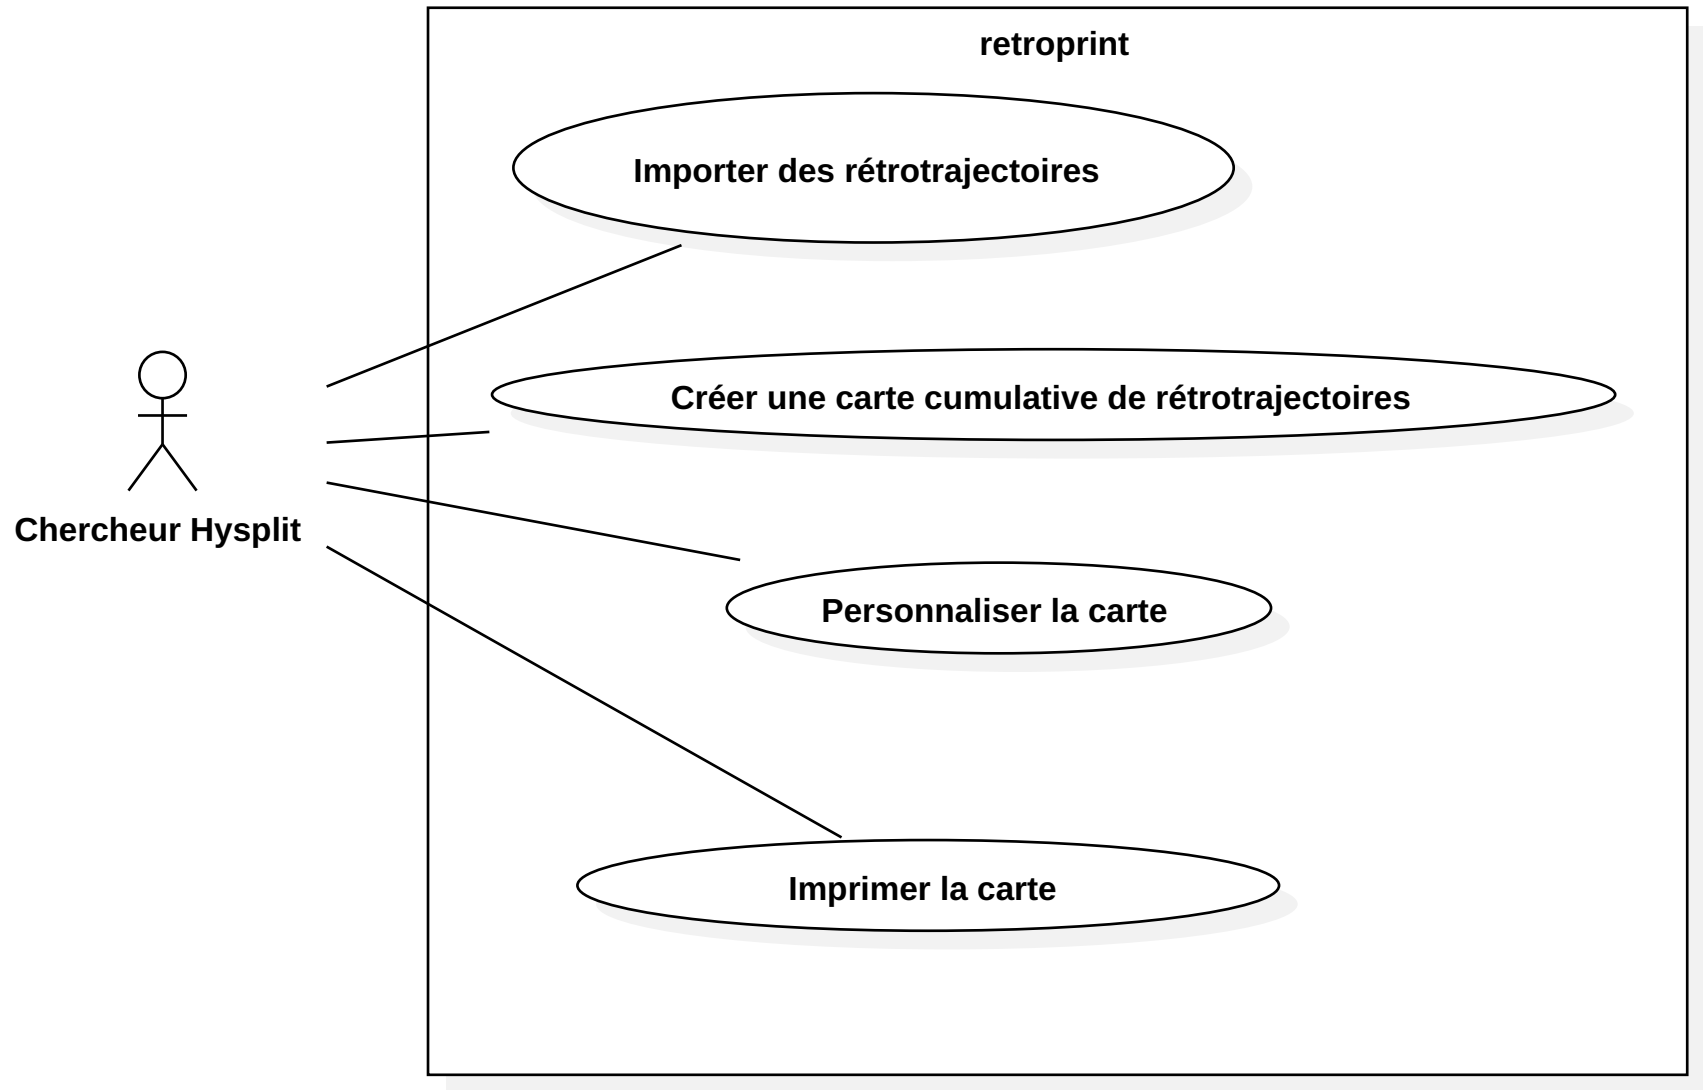 retroprint
Importer des rétrotrajectoires
Créer une carte cumulative de rétrotrajectoires
Chercheur Hysplit
Personnaliser la carte
Imprimer la carte